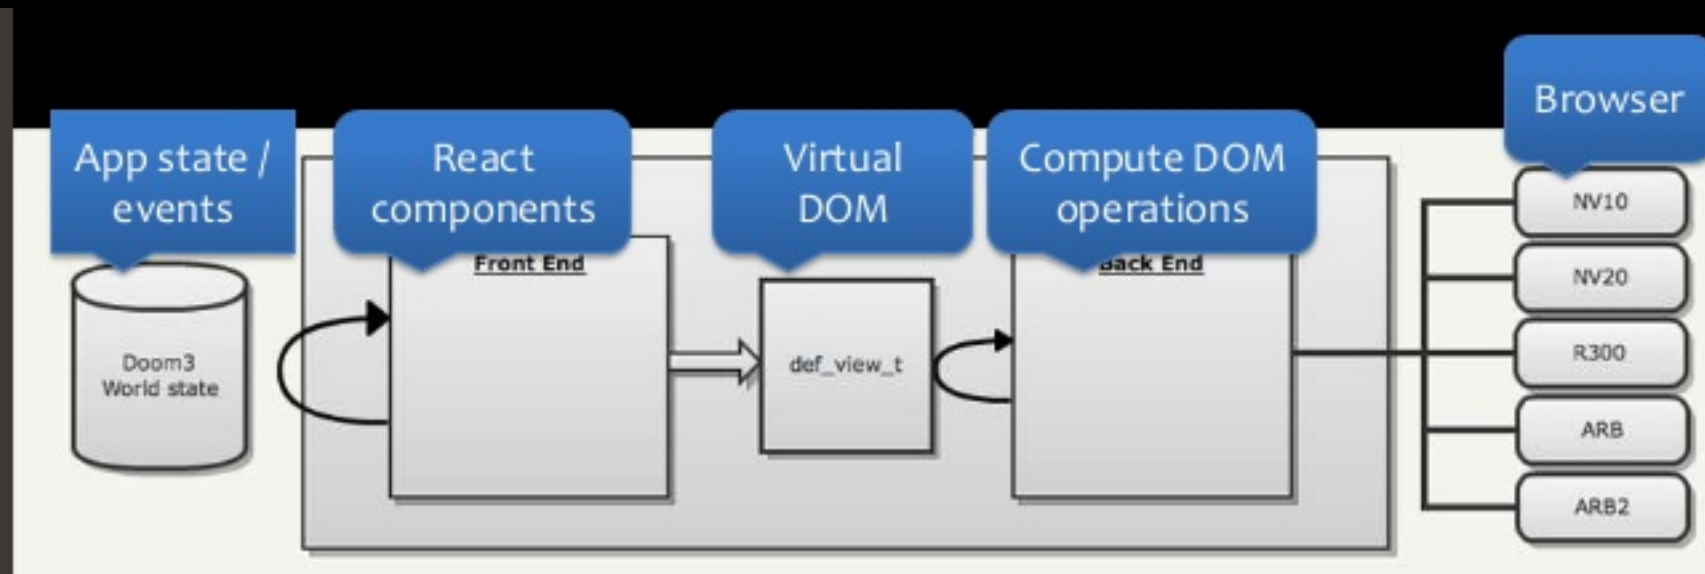 App state /
events
React
components
Virtual
DOM
Compute DOM
operations
Browser
Front End
Back End
Doom3
World state
def_view_t
NV10
NV20
R300
ARB
ARB2